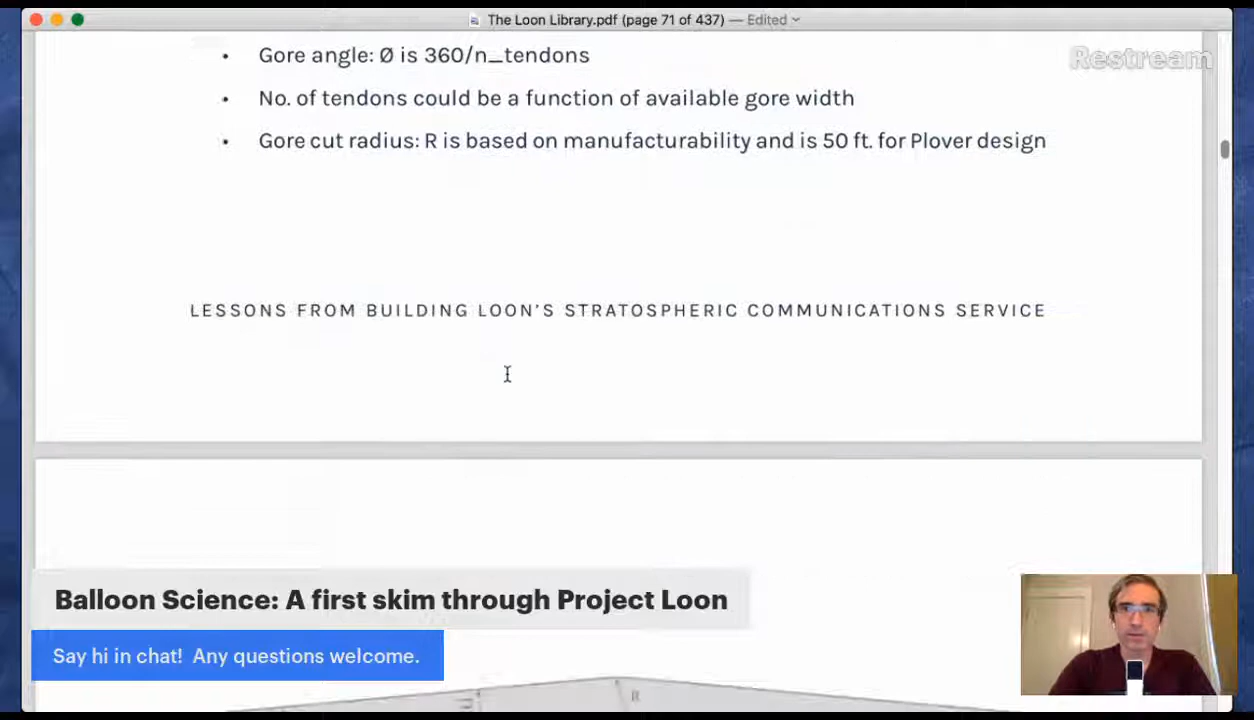 The Loon Library.pdf (page 71 of 437) — Edited
• Gore angle: Ø is 360/n_tendons
Restream
• No. of tendons could be a function of available gore width
• Gore cut radius: R is based on manufacturability and is 50 ft. for Plover design
LESSONS FROM BUILDING LOON'S STRATOSPHERIC COMMUNICATIONS SERVICE
Balloon Science: A first skim through Project Loon
Say hi in chat! Any questions welcome.
R